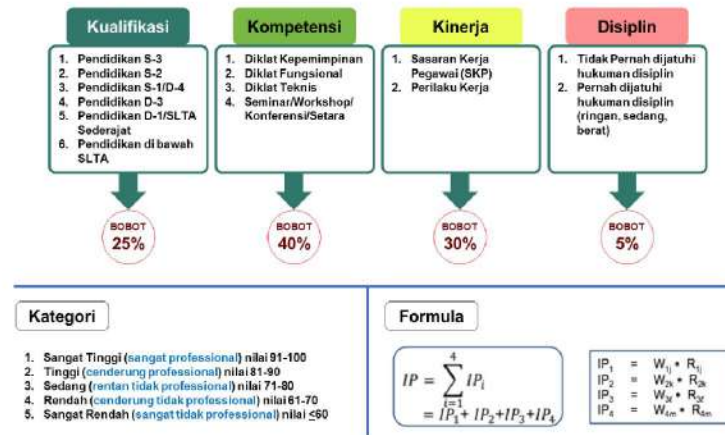 Kualifikasi
1. Pendidikan S-3
2. Pendidikan S-2
3. Pendidikan S-1/D-4
4. Pendidikan D-3
5. Pendidikan D-1/SLTA
Sederajat
6. Pendidikan di bawah
SLTA
BOBOT
25%
Kompetensi
1. Diklat Kepemimpinan
2. Diklat Fungsional
3. Diklat Teknis
4. Seminar/Workshop/
Konferensi/Setara
BOBOT
40%
Kinerja
1. Sasaran Kerja
Pegawai (SKP)
2. Perilaku Kerja
BOBOT
30%
Disiplin
1. Tidak Pernah dijatuhi
hukuman disiplin
2. Pernah dijatuhi
hukuman disiplin
(ringan, sedang,
berat)
BOBOT
5%
Kategori
1. Sangat Tinggi (sangat professional) nilai 91-100
2. Tinggi (cenderung professional) nilai 81-90
3. Sedang (rentan tidak professional) nilai 71-80
4. Rendah (cenderung tidak professional) nilai 61-70
5. Sangat Rendah (sangat tidak professional) nilai ≤60
Formula
4
IP = ∑ IPᵢ
i=1
= IP₁ + IP₂+IP₃+IP₄
IP₁ = W₁ⱼ * R₁ⱼ
IP₂ = W₂ₖ * R₂ₖ
IP₃ = W₃ₗ * R₃ₗ
IP₄ = W₄ₘ * R₄ₘ